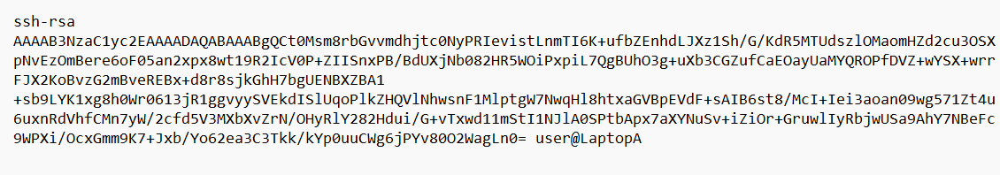 ssh-rsa
AAAAB3NzaC1yc2EAAAADAQABAAABgQCt0Msm8rbGvvmdhjtc0NyPRIevistLnmTI6K+ufbZEnhdLJXz1Sh/G/KdR5MTUdszlOMaomHZd2cu3OSX
pNvEzOmBere6oF05an2xpx8wt19R2IcV0P+ZIISnxPB/BdUXjNb082HR5WOiPxpiL7QgBUhO3g+uXb3CGZufCaEOayUaMYQROPfDVZ+wYSX+wrr
FJX2KoBvzG2mBveREBx+d8r8sjkGhH7bgUENBXZBA1
+sb9LYK1xg8h0Wr0613jR1ggvyySVEkdISlUqoPlkZHQVlNhwsnF1MlptgW7NwqHl8htxaGVBpEVdF+sAIB6st8/McI+Iei3aoan09wg571Zt4u
6uxnRdVhfCMn7yW/2cfd5V3MXbXvZrN/OHyRlY282Hdui/G+vTxwd11mStI1NJlA0SPtbApx7aXYNuSv+iZiOr+GruwlIyRbjwUSa9AhY7NBeFc
9WPXi/OcxGmm9K7+Jxb/Yo62ea3C3Tkk/kYp0uuCWg6jPYv80O2WagLn0= user@LaptopA